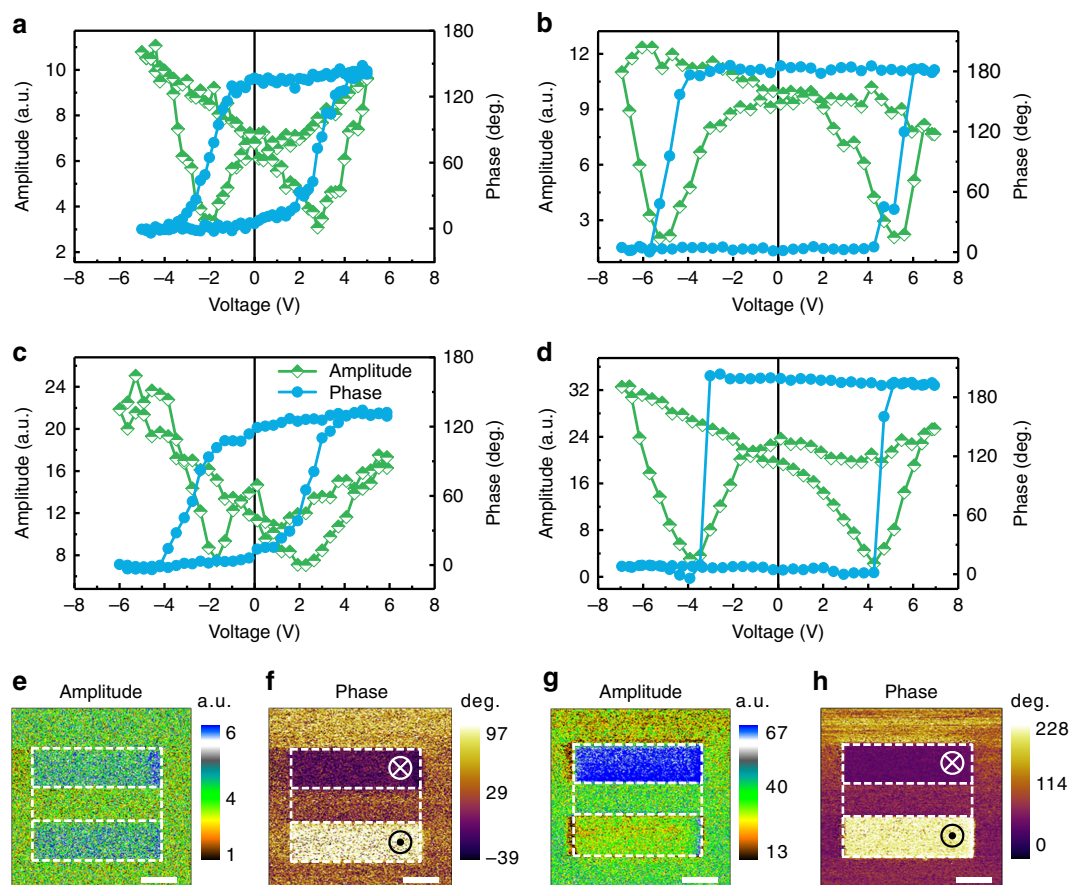 a
b
10
8
6
4
2
Amplitude (a.u.)
180
120
60
0
Phase (deg.)
−8 −6 −4 −2 0 2 4 6 8
Voltage (V)
12
9
6
3
Amplitude (a.u.)
180
120
60
0
Phase (deg.)
−8 −6 −4 −2 0 2 4 6 8
Voltage (V)
c
d
24
20
16
12
8
Amplitude (a.u.)
Amplitude
Phase
180
120
60
0
Phase (deg.)
−8 −6 −4 −2 0 2 4 6 8
Voltage (V)
32
24
16
8
0
Amplitude (a.u.)
180
120
60
0
Phase (deg.)
−8 −6 −4 −2 0 2 4 6 8
Voltage (V)
e
Amplitude
a.u.
6
4
1
f
Phase
deg.
97
29
−39
g
Amplitude
a.u.
67
40
13
h
Phase
deg.
228
114
0